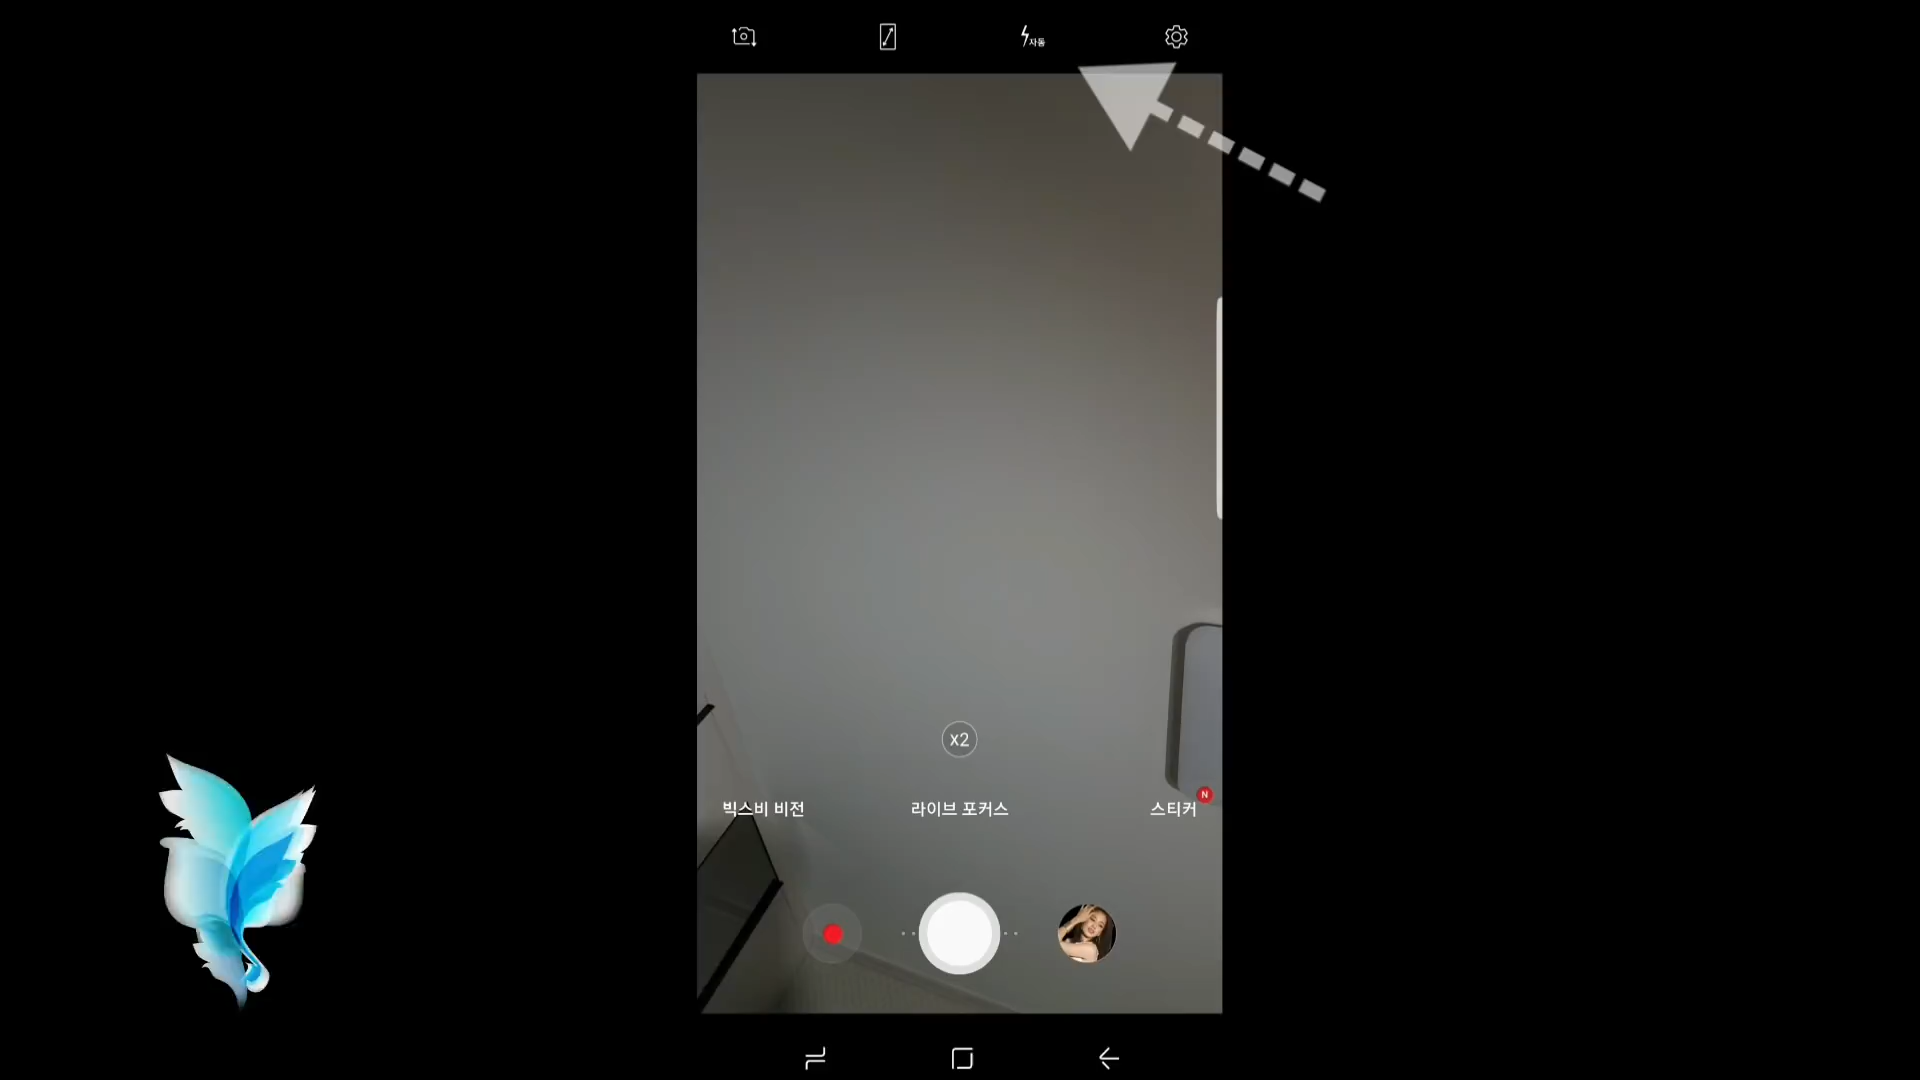 자동
x2
빅스비 비전
라이브 포커스
스티커
N